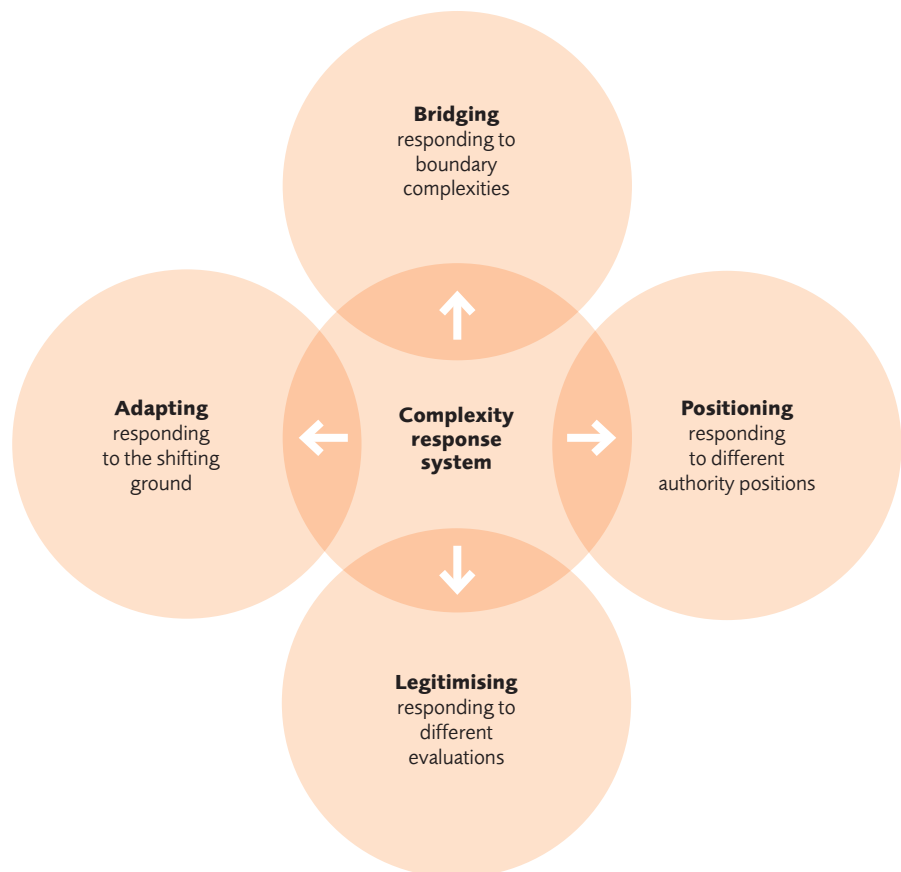 Bridging
responding to
boundary
complexities
Adapting
responding
to the shifting
ground
Complexity
response
system
Positioning
responding
to different
authority positions
Legitimising
responding to
different
evaluations